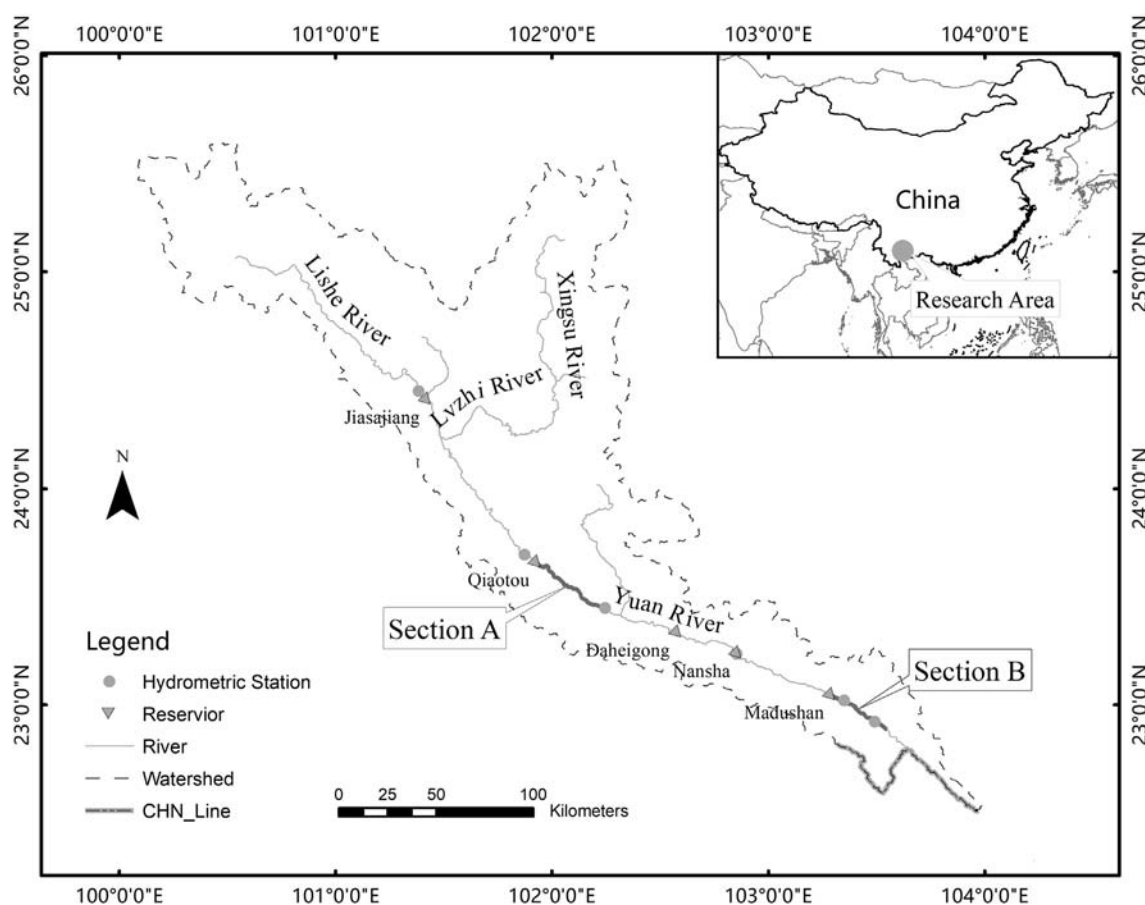 100°0'0"E 101°0'0"E 102°0'0"E 103°0'0"E 104°0'0"E
26°0'0"N
26°0'0"N
China
Research Area
25°0'0"N
25°0'0"N
Lishe River
Xingsu River
Lvzhi River
Jiasajiang
N
24°0'0"N
24°0'0"N
Qiaotou
Section A
Yuan River
Daheigong
Nansha
Section B
Madushan
23°0'0"N
23°0'0"N
Legend
Hydrometric Station
Reservior
River
Watershed
CHN_Line
0 25 50 100
Kilometers
100°0'0"E 101°0'0"E 102°0'0"E 103°0'0"E 104°0'0"E